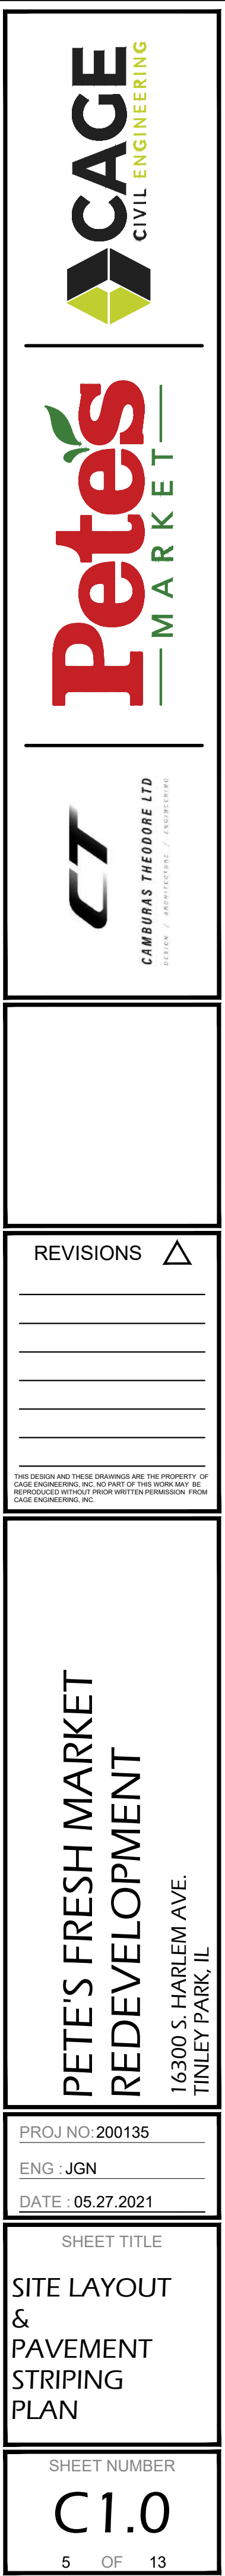 CAGE
CIVIL ENGINEERING
Pete's
MARKET
CT
CAMBURAS THEODORE LTD
DESIGN / ARCHITECTURE / ENGINEERING
REVISIONS
THIS DESIGN AND THESE DRAWINGS ARE THE PROPERTY OF
CAGE ENGINEERING, INC. NO PART OF THIS WORK MAY BE
REPRODUCED WITHOUT PRIOR WRITTEN PERMISSION FROM
CAGE ENGINEERING, INC.
PETE'S FRESH MARKET
REDEVELOPMENT
16300 S. HARLEM AVE.
TINLEY PARK, IL
PROJ NO: 200135
ENG : JGN
DATE : 05.27.2021
SHEET TITLE
SITE LAYOUT
&
PAVEMENT
STRIPING
PLAN
SHEET NUMBER
C1.0
5 OF 13